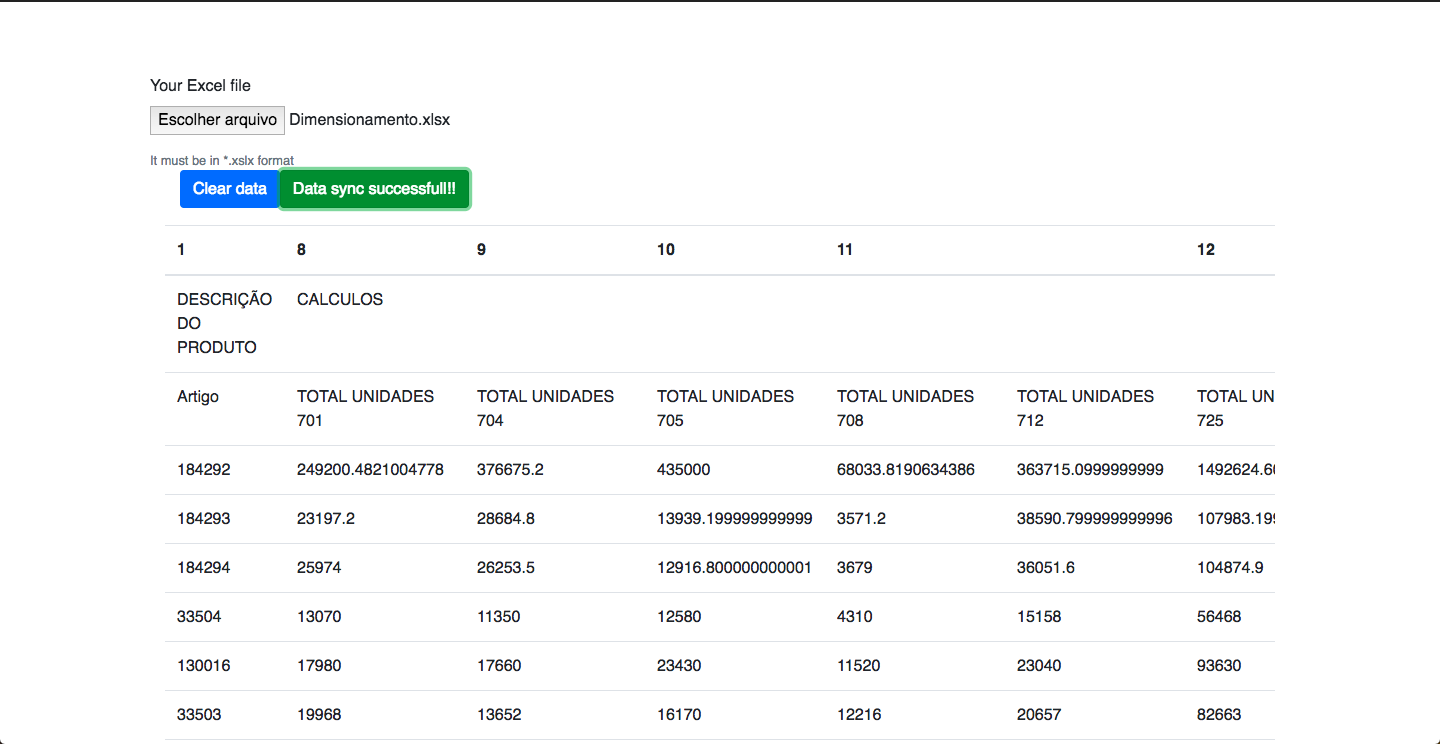 Your Excel file
Escolher arquivo Dimensionamento.xlsx
It must be in *.xslx format
Clear data Data sync successfull!!
1 8 9 10 11 12
DESCRIÇÃO CALCULOS
DO
PRODUTO
Artigo TOTAL UNIDADES TOTAL UNIDADES TOTAL UNIDADES TOTAL UNIDADES TOTAL UNIDADES TOTAL UN
701 704 705 708 712 725
184292 249200.4821004778 376675.2 435000 68033.8190634386 363715.0999999999 1492624.6
184293 23197.2 28684.8 13939.199999999999 3571.2 38590.799999999996 107983.19
184294 25974 26253.5 12916.800000000001 3679 36051.6 104874.9
33504 13070 11350 12580 4310 15158 56468
130016 17980 17660 23430 11520 23040 93630
33503 19968 13652 16170 12216 20657 82663